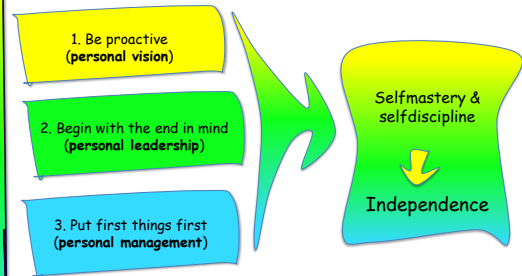 1. Be proactive
(personal vision)
2. Begin with the end in mind
(personal leadership)
3. Put first things first
(personal management)
Selfmastery &
selfdiscipline
Independence